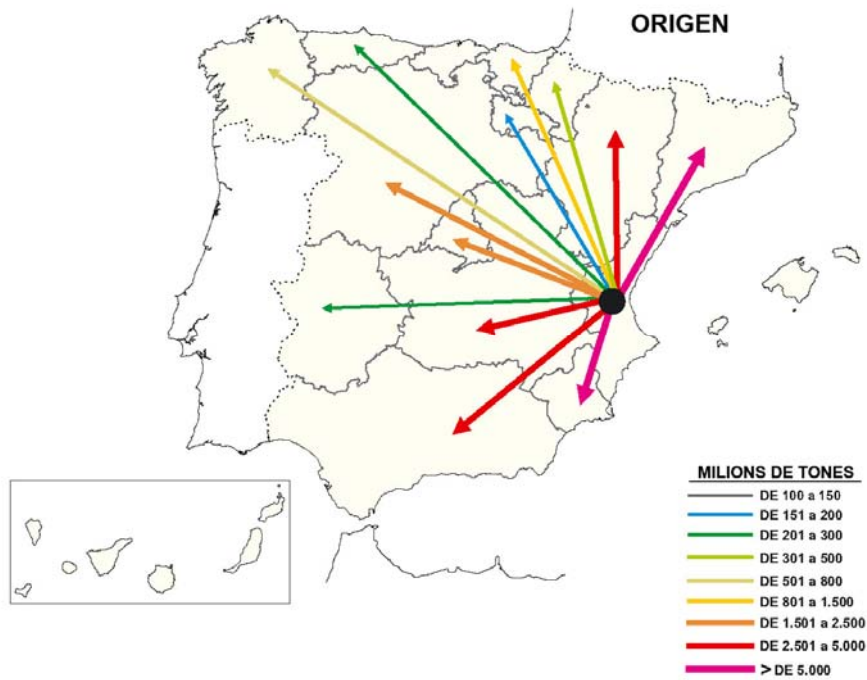 ORIGEN
MILIONS DE TONES
DE 100 a 150
DE 151 a 200
DE 201 a 300
DE 301 a 500
DE 501 a 800
DE 801 a 1.500
DE 1.501 a 2.500
DE 2.501 a 5.000
> DE 5.000